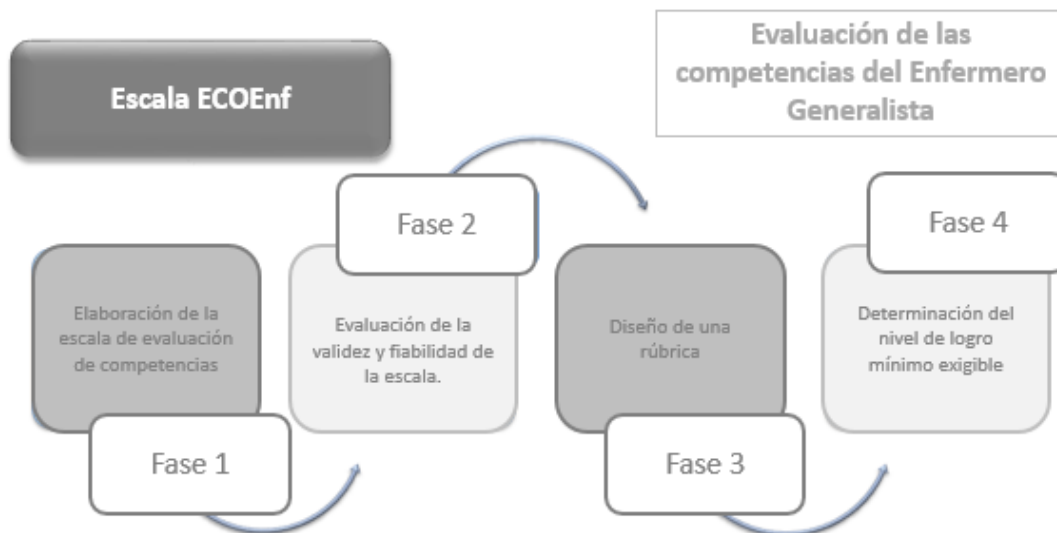 Escala ECOEnf
Evaluación de las
competencias del Enfermero
Generalista
Fase 2
Fase 4
Elaboración de la
escala de evaluación
de competencias
Evaluación de la
validez y fiabilidad de
la escala.
Diseño de una
rúbrica
Determinación del
nivel de logro
mínimo exigible
Fase 1
Fase 3